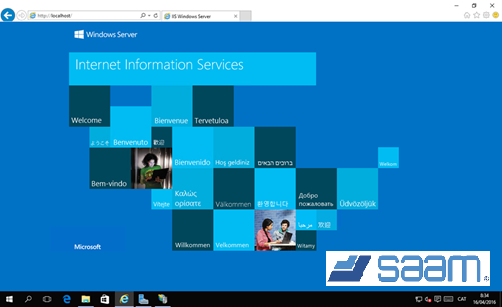 http://localhost/
IIS Windows Server
Windows Server
Internet Information Services
Welcome
Bienvenue
Tervetuloa
ようこそ
Benvenuto
歡迎
Bienvenido
Hoş geldiniz
ברוכים הבאים
Welkom
Bem-vindo
Vítejte
Καλώς
ορίσατε
Välkommen
환영합니다
Добро
пожаловать
Üdvözöljük
Willkommen
Velkommen
مرحبا
欢迎
Witamy
Microsoft
saam
CAT
8:34
16/04/2016